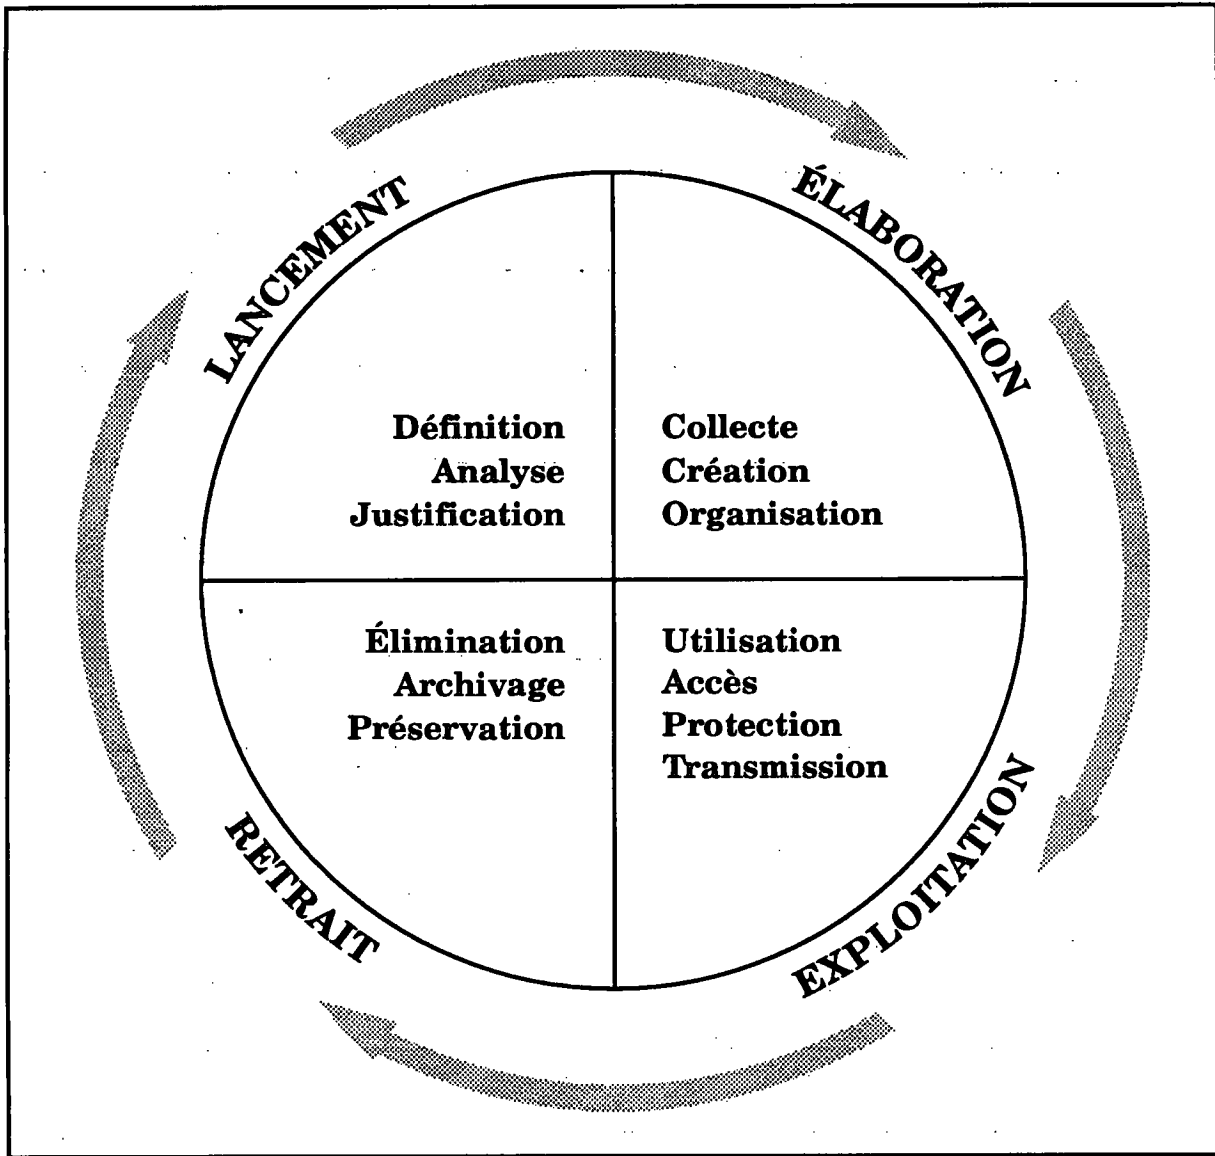 LANCEMENT
Définition
Analyse
Justification
ÉLABORATION
Collecte
Création
Organisation
EXPLOITATION
Utilisation
Accès
Protection
Transmission
RETRAIT
Élimination
Archivage
Préservation